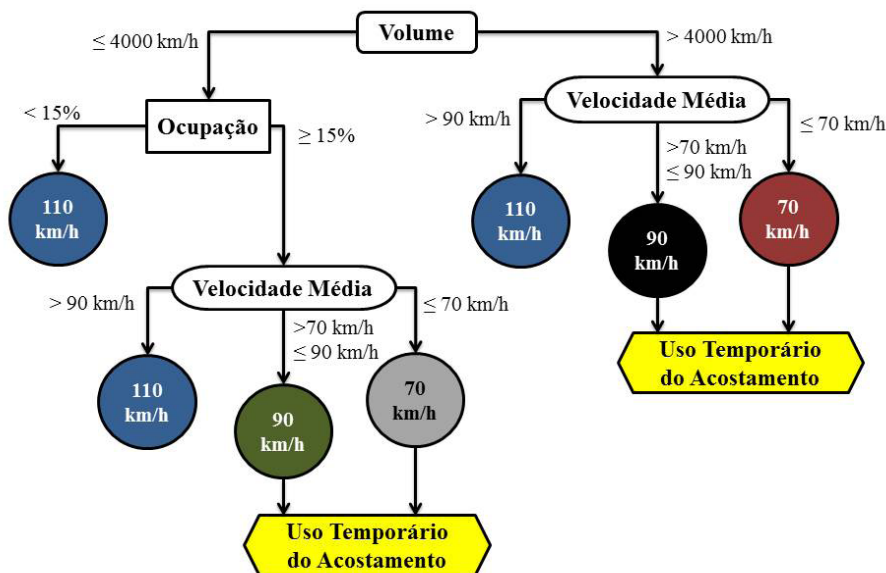 Volume
≤ 4000 km/h
> 4000 km/h
Ocupação
< 15%
≥ 15%
110
km/h
Velocidade Média
> 90 km/h
>70 km/h
≤ 90 km/h
≤ 70 km/h
110
km/h
90
km/h
70
km/h
Uso Temporário
do Acostamento
Velocidade Média
> 90 km/h
>70 km/h
≤ 90 km/h
≤ 70 km/h
110
km/h
90
km/h
70
km/h
Uso Temporário
do Acostamento